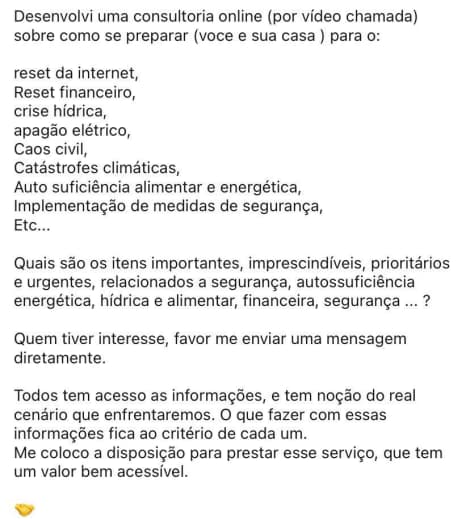 Desenvolvi uma consultoria online (por vídeo chamada)
sobre como se preparar (voce e sua casa ) para o:
reset da internet,
Reset financeiro,
crise hídrica,
apagão elétrico,
Caos civil,
Catástrofes climáticas,
Auto suficiência alimentar e energética,
Implementação de medidas de segurança,
Etc...
Quais são os itens importantes, imprescindíveis, prioritários
e urgentes, relacionados a segurança, autossuficiência
energética, hídrica e alimentar, financeira, segurança ... ?
Quem tiver interesse, favor me enviar uma mensagem
diretamente.
Todos tem acesso as informações, e tem noção do real
cenário que enfrentaremos. O que fazer com essas
informações fica ao critério de cada um.
Me coloco a disposição para prestar esse serviço, que tem
um valor bem acessível.
🤝